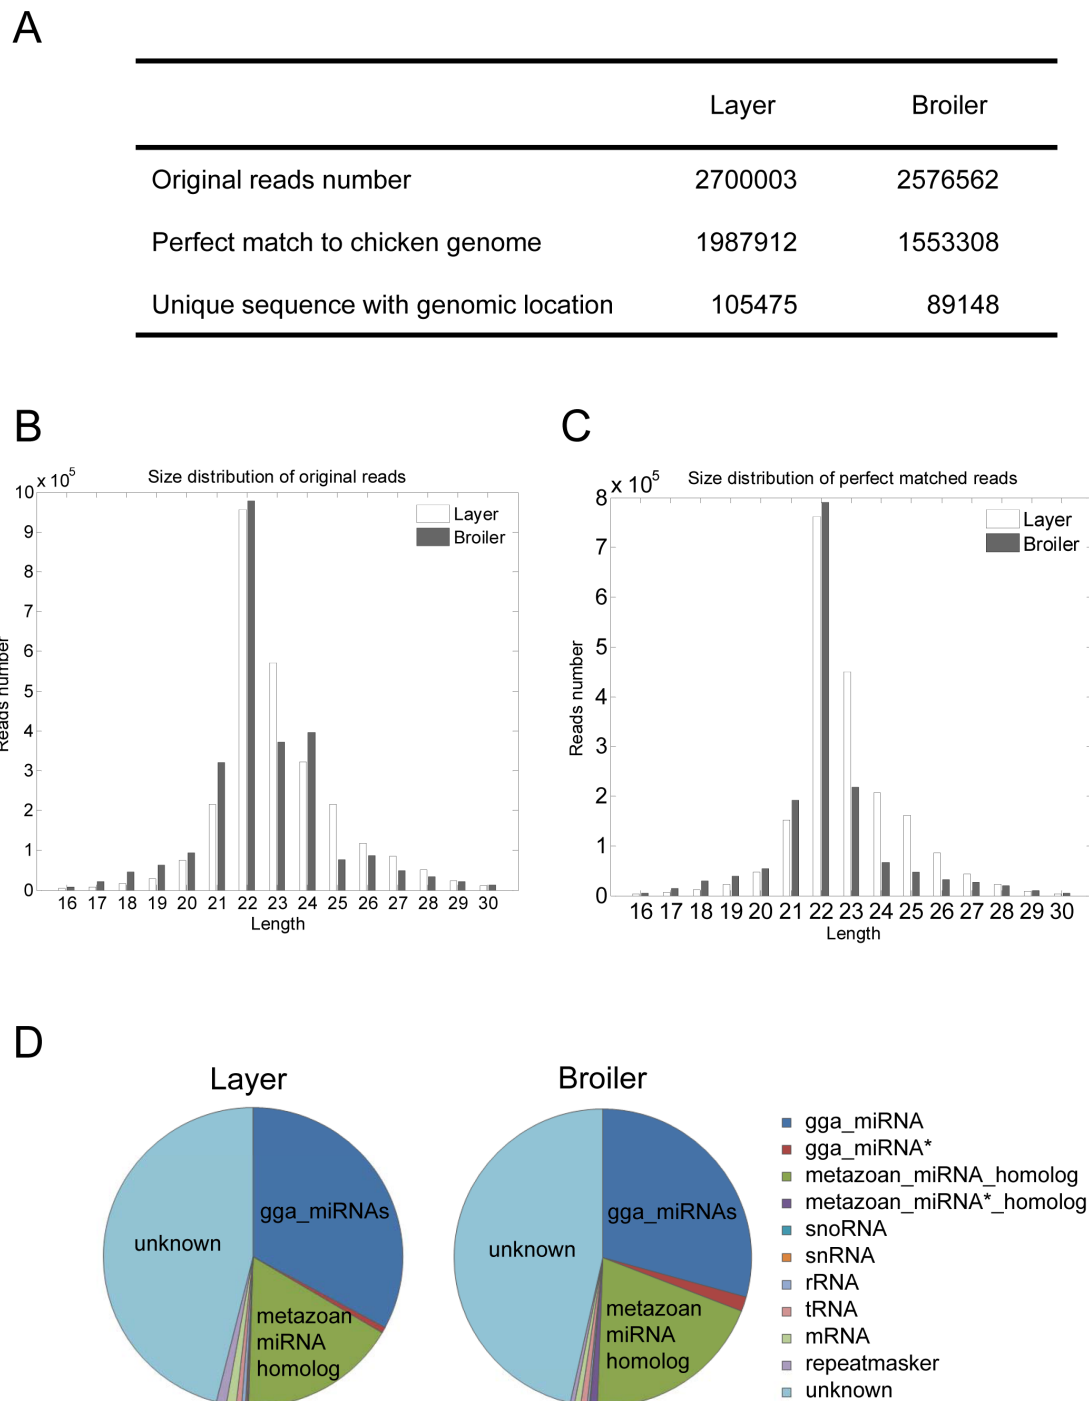 A
Layer Broiler
Original reads number 2700003 2576562
Perfect match to chicken genome 1987912 1553308
Unique sequence with genomic location 105475 89148
B
Size distribution of original reads
10 x 10^5
9
8
7
6
5
4
3
2
1
0
Reads number
Layer
Broiler
16 17 18 19 20 21 22 23 24 25 26 27 28 29 30
Length
C
Size distribution of perfect matched reads
8 x 10^5
7
6
5
4
3
2
1
0
Reads number
Layer
Broiler
16 17 18 19 20 21 22 23 24 25 26 27 28 29 30
Length
D
Layer
gga_miRNAs
unknown
metazoan
miRNA
homolog
Broiler
gga_miRNAs
unknown
metazoan
miRNA
homolog
gga_miRNA
gga_miRNA*
metazoan_miRNA_homolog
metazoan_miRNA*_homolog
snoRNA
snRNA
rRNA
tRNA
mRNA
repeatmasker
unknown